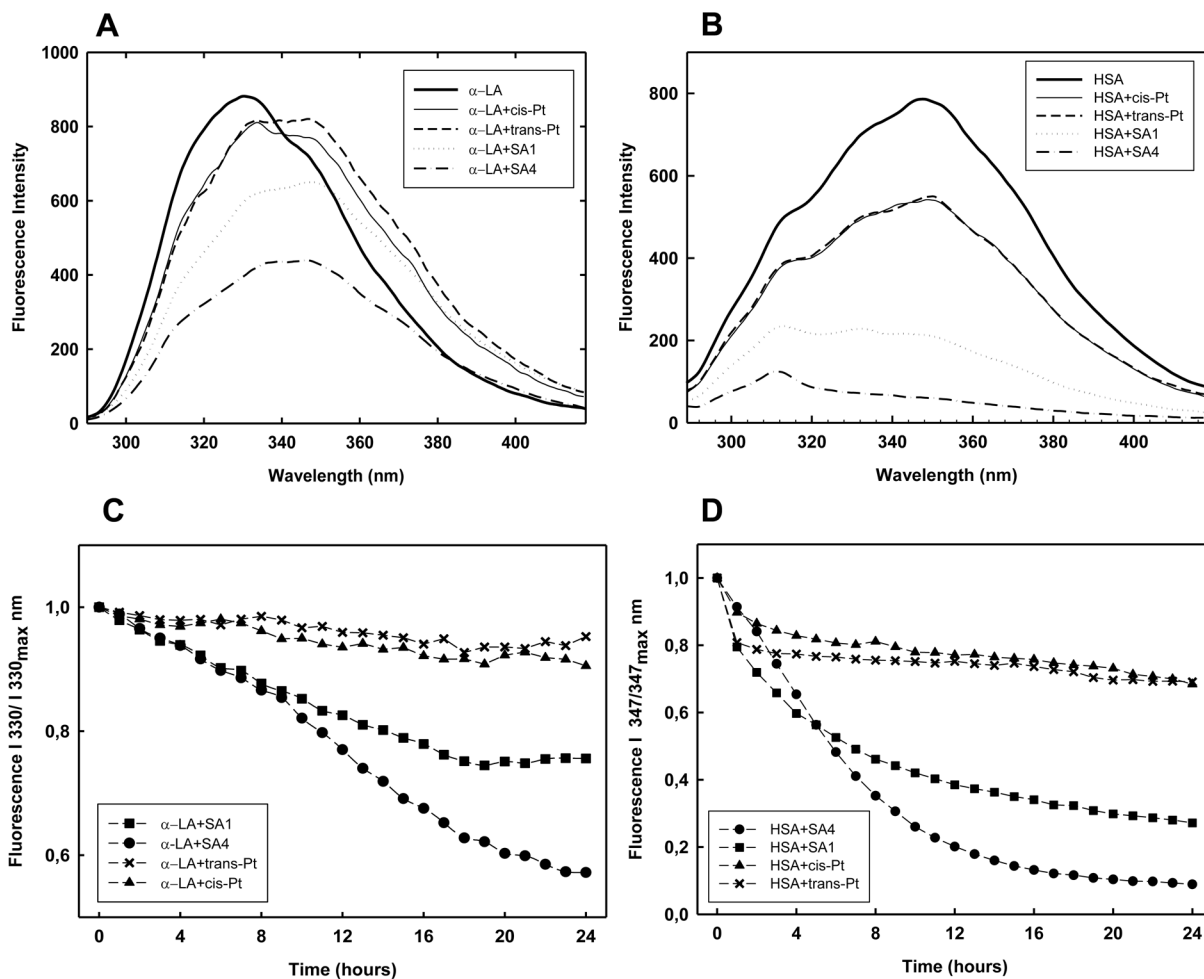 A
1000
800
600
400
200
0
Fluorescence Intensity
300 320 340 360 380 400
Wavelength (nm)
α−LA
α−LA+cis-Pt
α−LA+trans-Pt
α−LA+SA1
α−LA+SA4
B
800
600
400
200
0
Fluorescence Intensity
300 320 340 360 380 400
Wavelength (nm)
HSA
HSA+cis-Pt
HSA+trans-Pt
HSA+SA1
HSA+SA4
C
1,0
0,8
0,6
Fluorescence I 330/ I 330max nm
0 4 8 12 16 20 24
Time (hours)
α−LA+SA1
α-LA+SA4
α−LA+trans-Pt
α−LA+cis-Pt
D
1,0
0,8
0,6
0,4
0,2
0,0
Fluorescence I 347/347max nm
0 4 8 12 16 20 24
Time (hours)
HSA+SA4
HSA+SA1
HSA+cis-Pt
HSA+trans-Pt